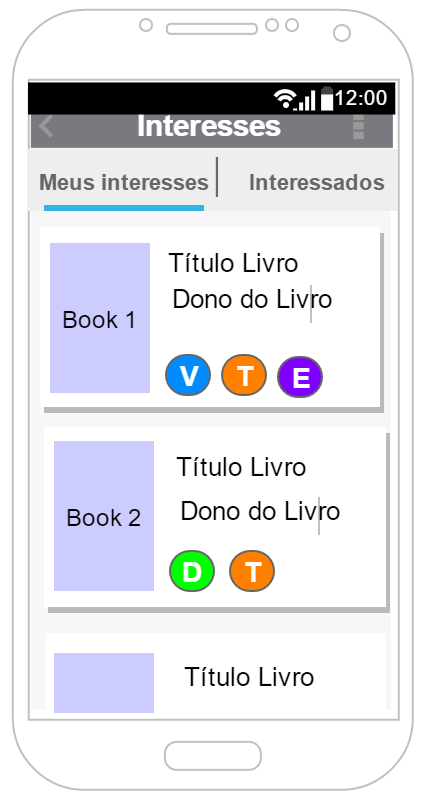 12:00
Interesses
Meus interesses
Interessados
Book 1
Título Livro
Dono do Livro
V T E
Book 2
Título Livro
Dono do Livro
D T
Título Livro